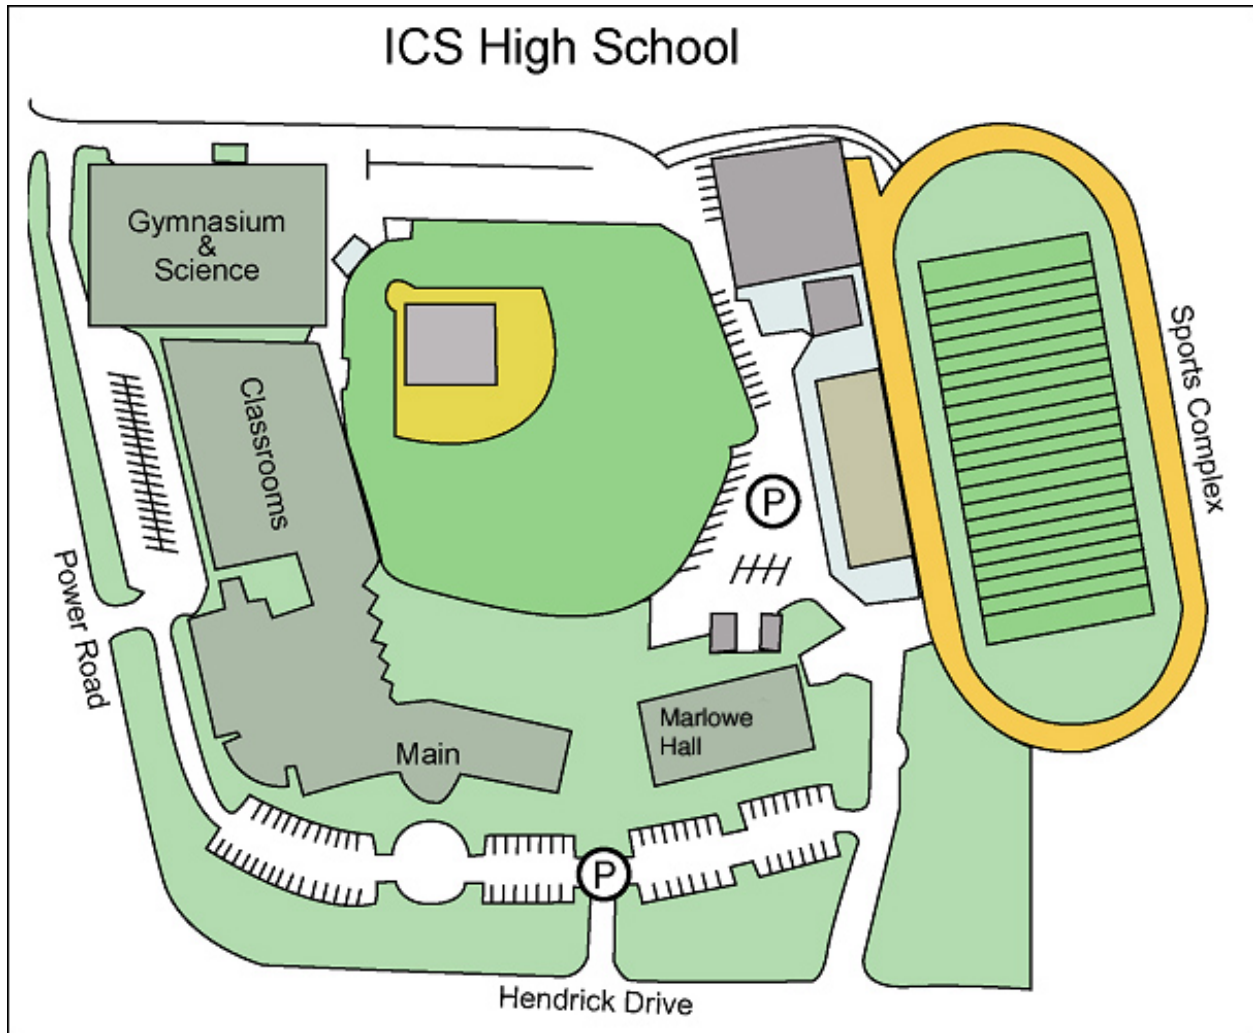 ICS High School
Gymnasium
&
Science
Classrooms
Sports Complex
P
Power Road
Marlowe
Hall
Main
P
Hendrick Drive